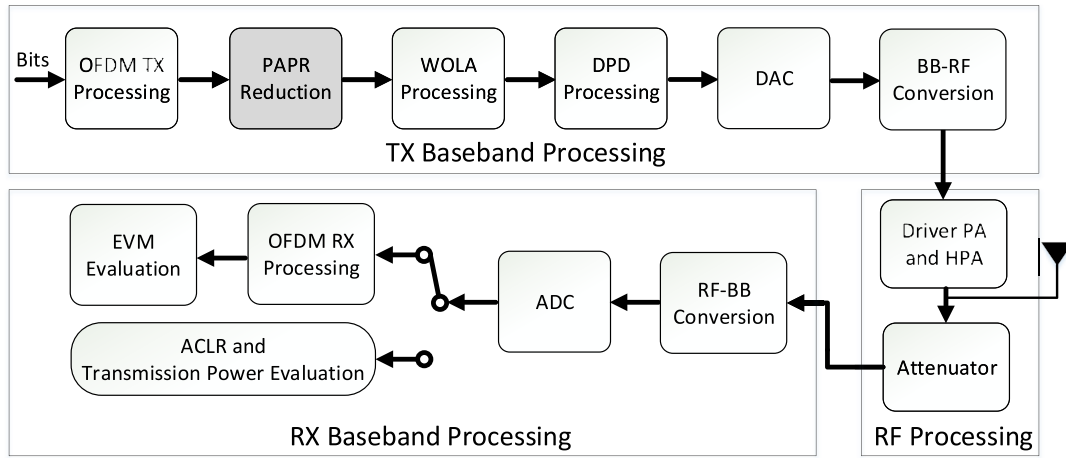 Bits
OFDM TX
Processing
PAPR
Reduction
WOLA
Processing
DPD
Processing
DAC
BB-RF
Conversion
TX Baseband Processing
EVM
Evaluation
OFDM RX
Processing
ADC
RF-BB
Conversion
Driver PA
and HPA
ACLR and
Transmission Power Evaluation
Attenuator
RX Baseband Processing
RF Processing